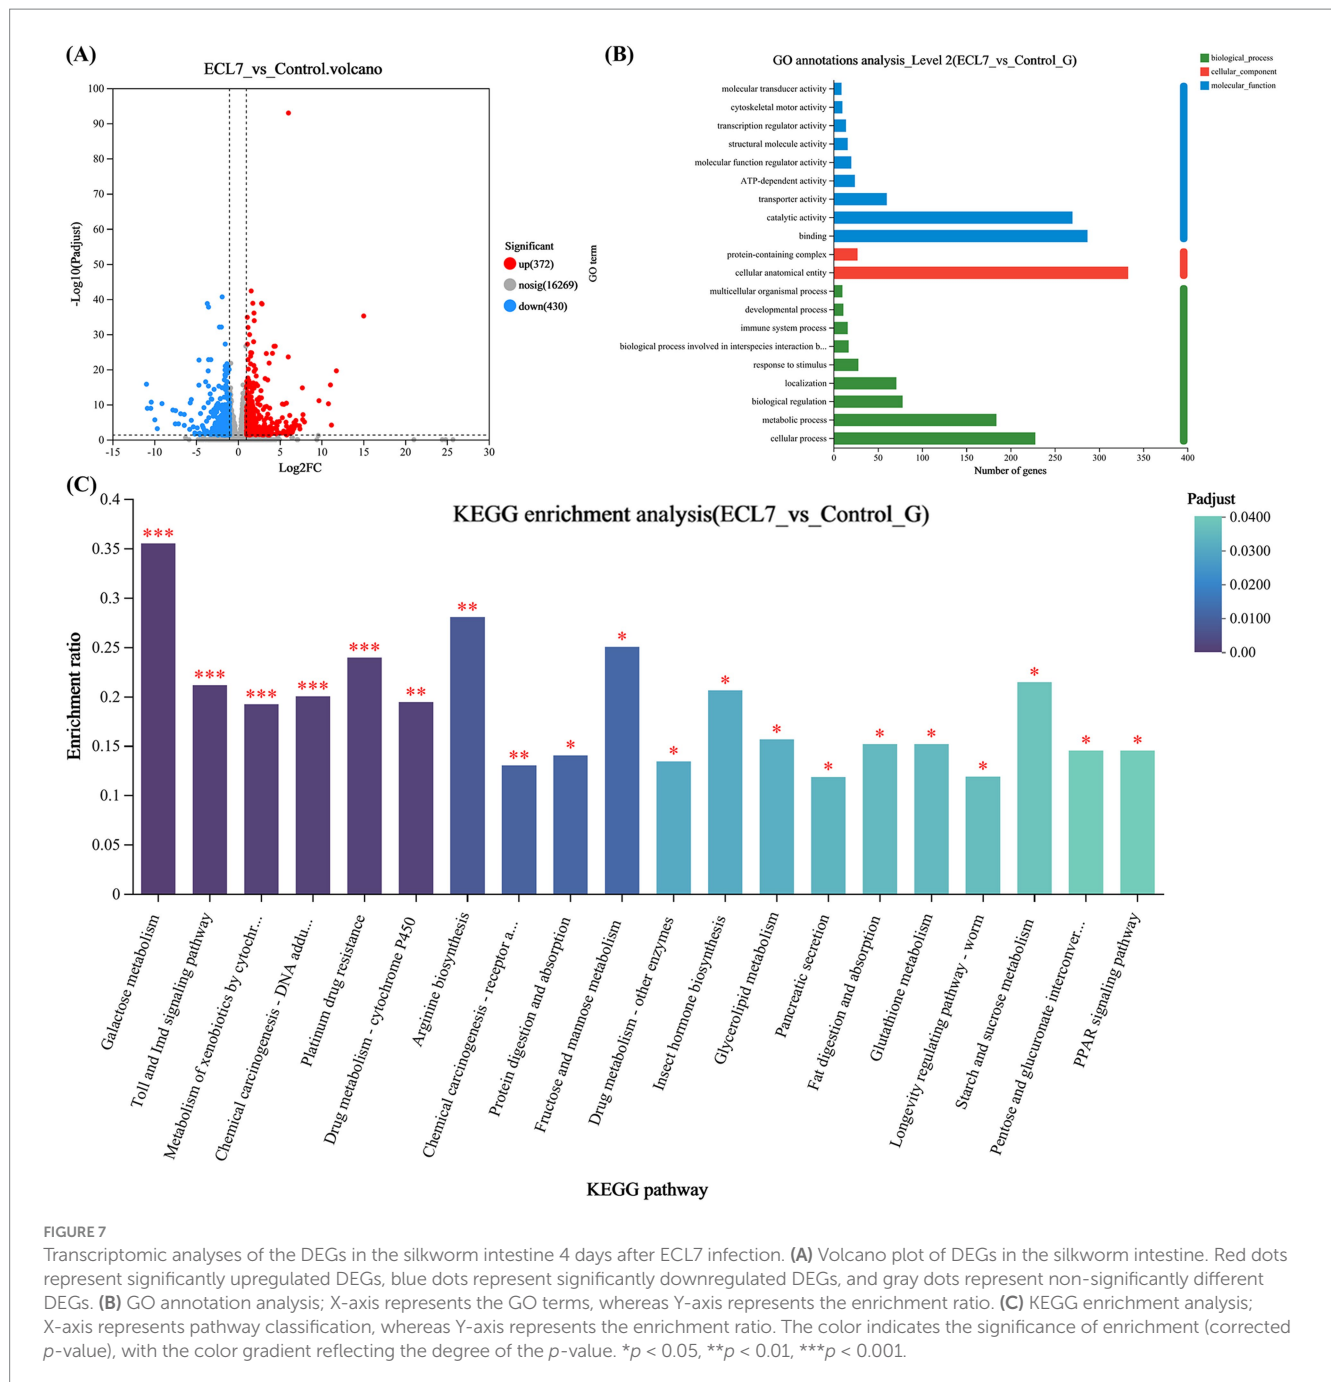 (A)
ECL7_vs_Control.volcano
-Log10(Padjust)
100
90
80
70
60
50
40
30
20
10
0
-15
-10
-5
0
5
10
15
20
25
30
Log2FC
Significant
up(372)
nosig(16269)
down(430)
(B)
GO annotations analysis_Level 2(ECL7_vs_Control_G)
biological_process
cellular_component
molecular_function
GO term
molecular transducer activity
cytoskeletal motor activity
transcription regulator activity
structural molecule activity
molecular function regulator activity
ATP-dependent activity
transporter activity
catalytic activity
binding
protein-containing complex
cellular anatomical entity
multicellular organismal process
developmental process
immune system process
biological process involved in interspecies interaction b...
response to stimulus
localization
biological regulation
metabolic process
cellular process
0
50
100
150
200
250
300
350
400
Number of genes
(C)
KEGG enrichment analysis(ECL7_vs_Control_G)
Enrichment ratio
0.4
0.35
0.3
0.25
0.2
0.15
0.1
0.05
0
***
***
***
***
***
**
**
**
*
*
*
*
*
*
*
*
*
*
*
*
Padjust
0.0400
0.0300
0.0200
0.0100
0.00
Galactose metabolism
Toll and Imd signaling pathway
Metabolism of xenobiotics by cytochr...
Chemical carcinogenesis - DNA addu...
Platinum drug resistance
Drug metabolism - cytochrome P450
Arginine biosynthesis
Chemical carcinogenesis - receptor a...
Protein digestion and absorption
Fructose and mannose metabolism
Drug metabolism - other enzymes
Insect hormone biosynthesis
Glycerolipid metabolism
Pancreatic secretion
Fat digestion and absorption
Glutathione metabolism
Longevity regulating pathway - worm
Starch and sucrose metabolism
Pentose and glucuronate interconver...
PPAR signaling pathway
KEGG pathway
FIGURE 7
Transcriptomic analyses of the DEGs in the silkworm intestine 4 days after ECL7 infection. (A) Volcano plot of DEGs in the silkworm intestine. Red dots
represent significantly upregulated DEGs, blue dots represent significantly downregulated DEGs, and gray dots represent non-significantly different
DEGs. (B) GO annotation analysis; X-axis represents the GO terms, whereas Y-axis represents the enrichment ratio. (C) KEGG enrichment analysis;
X-axis represents pathway classification, whereas Y-axis represents the enrichment ratio. The color indicates the significance of enrichment (corrected
p-value), with the color gradient reflecting the degree of the p-value. *p < 0.05, **p < 0.01, ***p < 0.001.